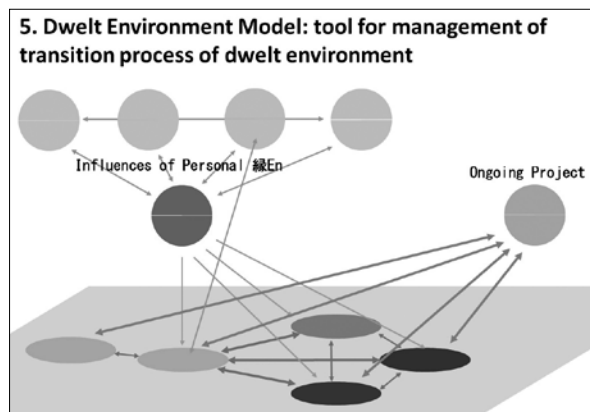 5. Dwelt Environment Model: tool for management of
transition process of dwelt environment
Influences of Personal 縁En
Ongoing Project